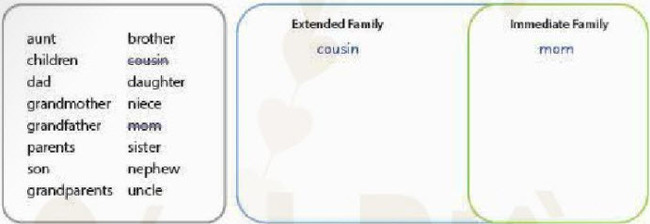 aunt brother
children cousin
dad daughter
grandmother niece
grandfather mom
parents sister
son nephew
grandparents uncle
Extended Family
cousin
Immediate Family
mom